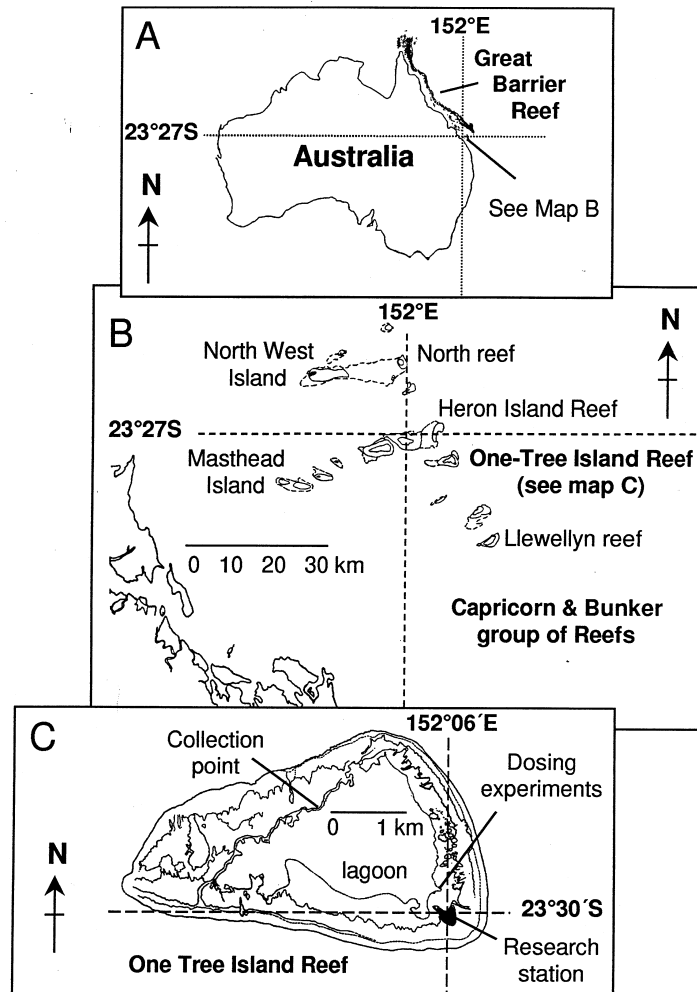 A
152°E
Great
Barrier
Reef
23°27S
Australia
N
See Map B
B
152°E
N
North West
Island
North reef
Heron Island Reef
23°27S
Masthead
Island
One-Tree Island Reef
(see map C)
0 10 20 30 km
Llewellyn reef
Capricorn & Bunker
group of Reefs
C
152°06´E
Collection
point
Dosing
experiments
0 1 km
N
lagoon
23°30´S
Research
station
One Tree Island Reef